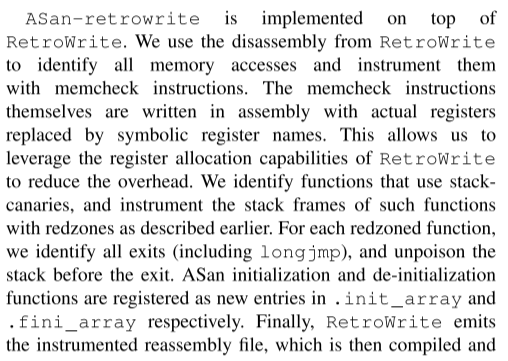 ASan-retrowrite is implemented on top of
RetroWrite. We use the disassembly from RetroWrite
to identify all memory accesses and instrument them
with memcheck instructions. The memcheck instructions
themselves are written in assembly with actual registers
replaced by symbolic register names. This allows us to
leverage the register allocation capabilities of RetroWrite
to reduce the overhead. We identify functions that use stack-
canaries, and instrument the stack frames of such functions
with redzones as described earlier. For each redzoned function,
we identify all exits (including longjmp), and unpoison the
stack before the exit. ASan initialization and de-initialization
functions are registered as new entries in .init_array and
.fini_array respectively. Finally, RetroWrite emits
the instrumented reassembly file, which is then compiled and